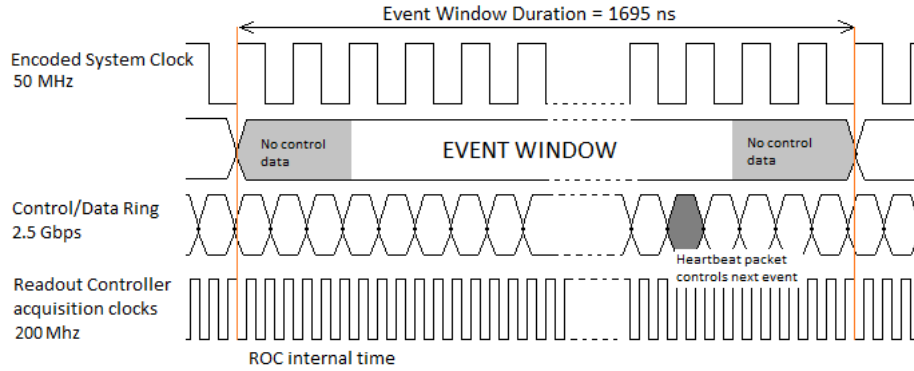 Event Window Duration = 1695 ns
Encoded System Clock
50 MHz
No control
data
EVENT WINDOW
No control
data
Control/Data Ring
2.5 Gbps
Heartbeat packet
controls next event
Readout Controller
acquisition clocks
200 Mhz
ROC internal time